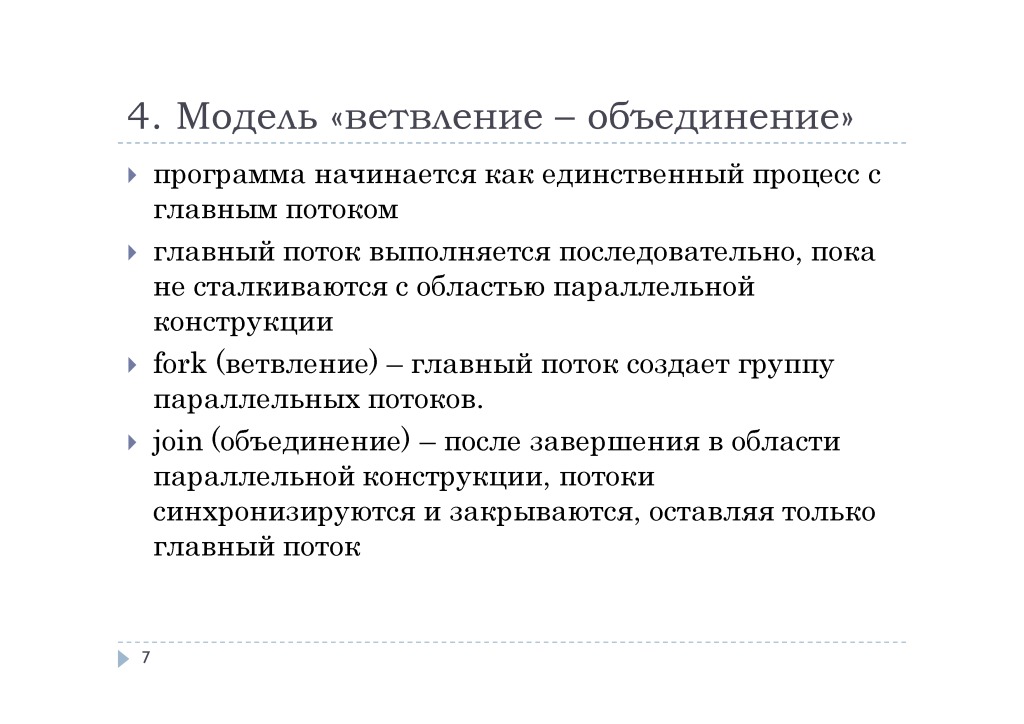 4. Модель «ветвление – объединение»
программа начинается как единственный процесс с
главным потоком
главный поток выполняется последовательно, пока
не сталкиваются с областью параллельной
конструкции
fork (ветвление) – главный поток создает группу
параллельных потоков.
join (объединение) – после завершения в области
параллельной конструкции, потоки
синхронизируются и закрываются, оставляя только
главный поток
7